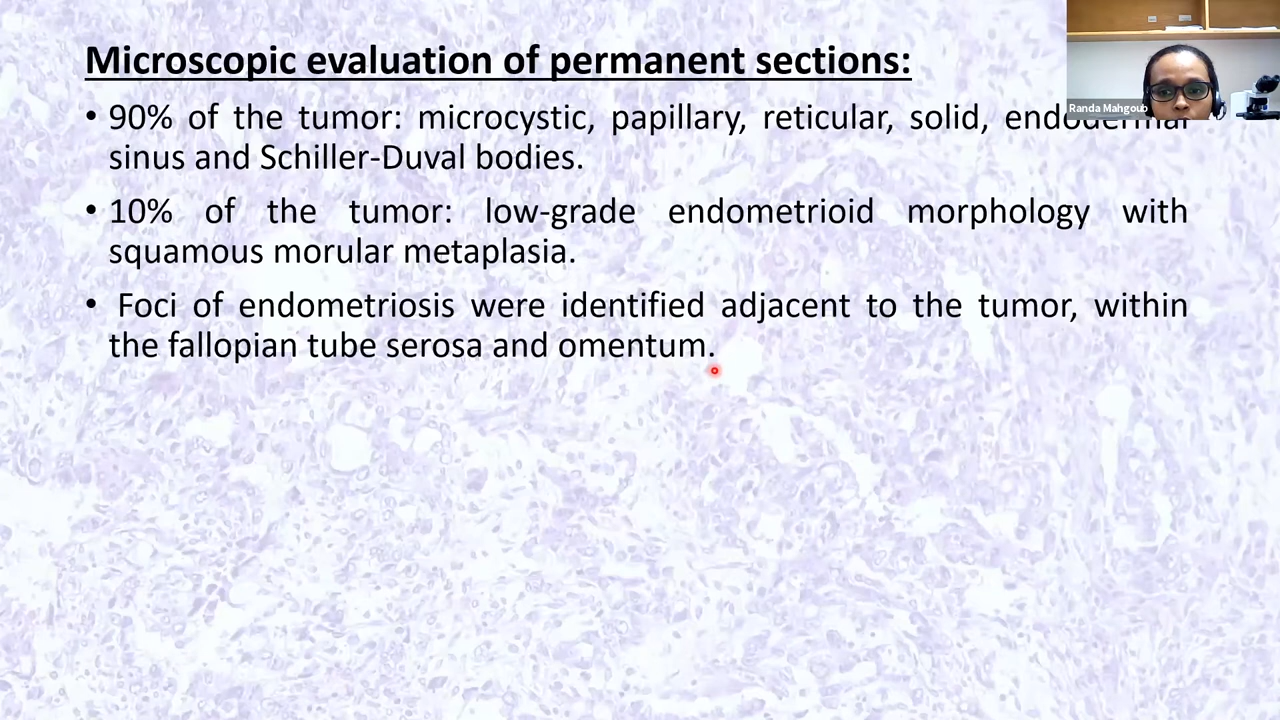 Microscopic evaluation of permanent sections:
Randa Mahgoub
• 90% of the tumor: microcystic, papillary, reticular, solid, endodermal
sinus and Schiller-Duval bodies.
• 10% of the tumor: low-grade endometrioid morphology with
squamous morular metaplasia.
• Foci of endometriosis were identified adjacent to the tumor, within
the fallopian tube serosa and omentum.